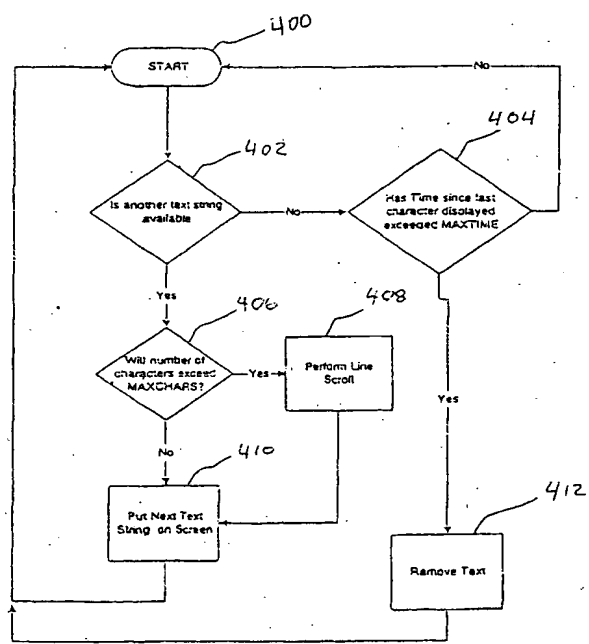 400
START
No
404
402
Is another text string
available
No
Has Time since last
character displayed
exceeded MAXTIME
Yes
406
408
Will number of
characters exceed
MAXCHARS?
Yes
Perform Line
Scroll
Yes
No
410
Put Next Text
String on Screen
412
Remove Text